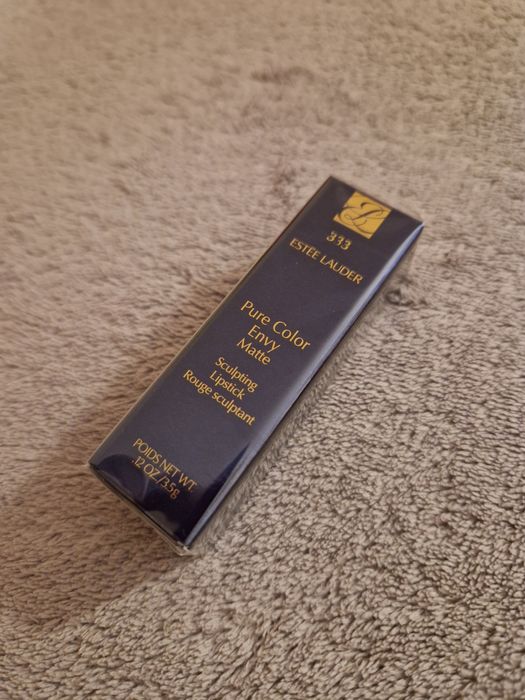 333
ESTĒE LAUDER
Pure Color
Envy
Matte
Sculpting
Lipstick
Rouge sculptant
POIDS NET WT.
.12 OZ./3.5g